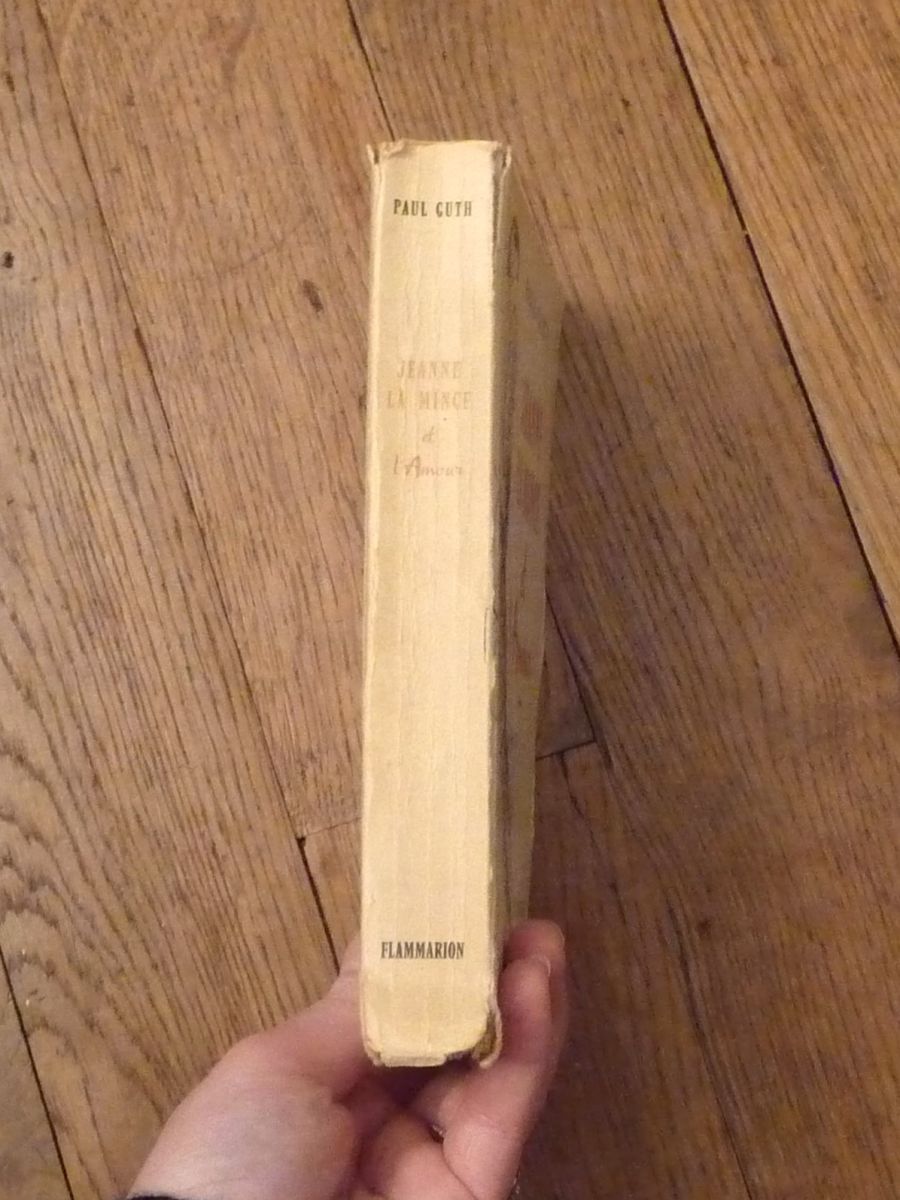 PAUL GUTH
JEANNE
LA MINCE
et
l'Amour
FLAMMARION